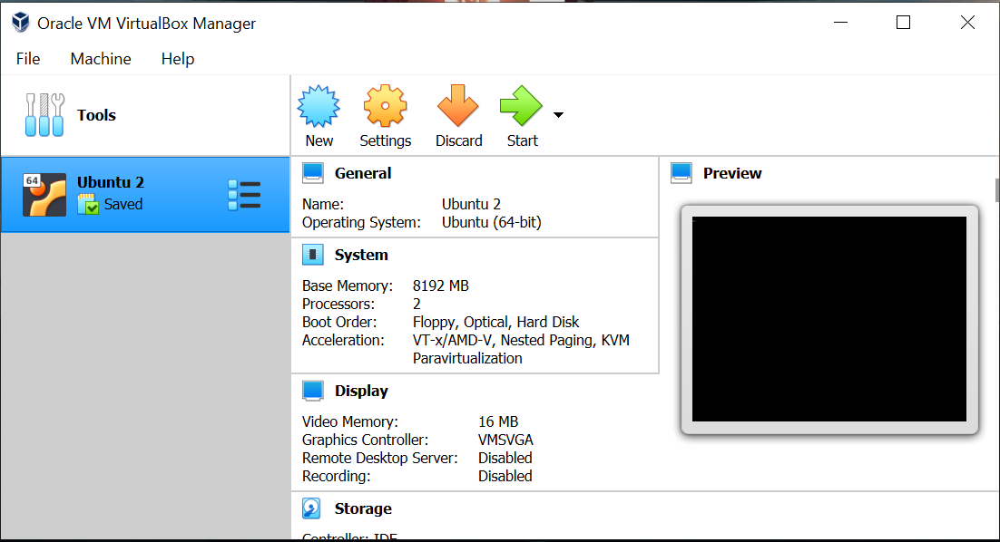 Oracle VM VirtualBox Manager
File Machine Help
Tools
New Settings Discard Start
64
Ubuntu 2
Saved
General
Name: Ubuntu 2
Operating System: Ubuntu (64-bit)
System
Base Memory: 8192 MB
Processors: 2
Boot Order: Floppy, Optical, Hard Disk
Acceleration: VT-x/AMD-V, Nested Paging, KVM
Paravirtualization
Display
Video Memory: 16 MB
Graphics Controller: VMSVGA
Remote Desktop Server: Disabled
Recording: Disabled
Storage
Controller: IDE
Preview